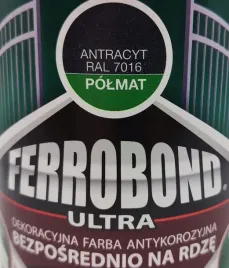 ANTRACYT
RAL 7016
PÓŁMAT
FERROBOND®
ULTRA
DEKORACYJNA FARBA ANTYKOROZYJNA
BEZPOŚREDNIO NA RDZĘ